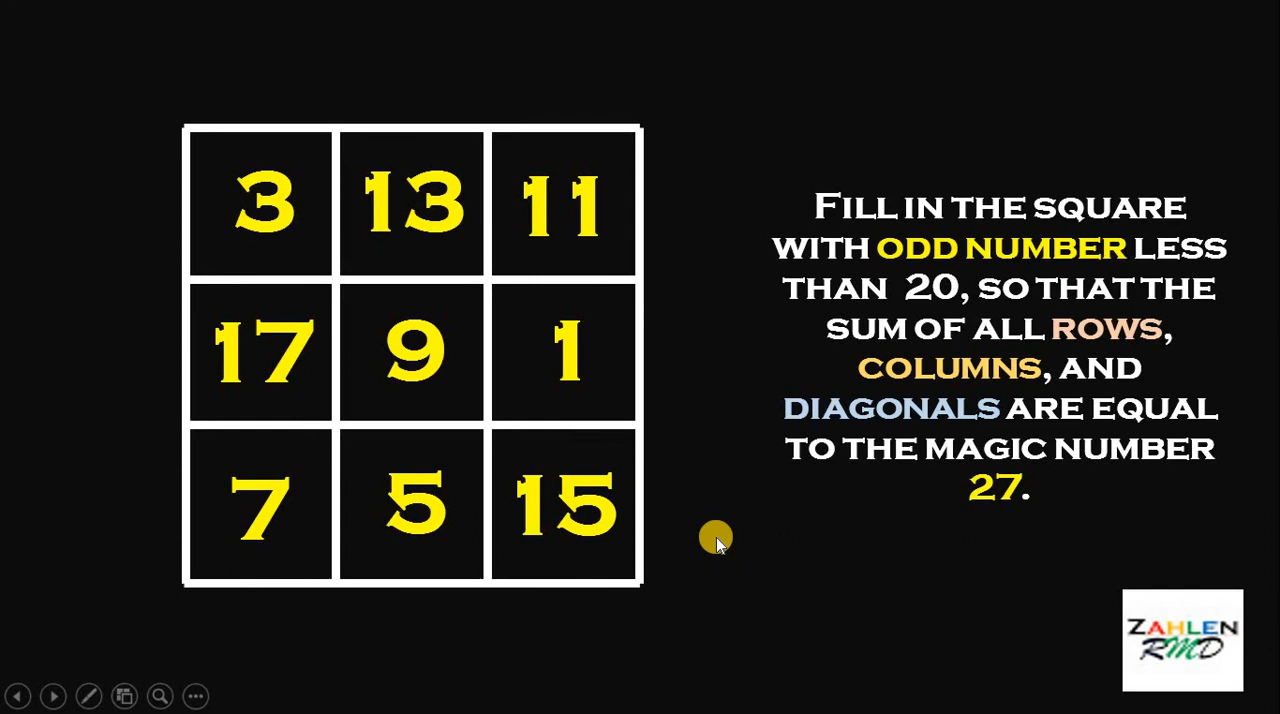 3 13 11
17 9 1
7 5 15
FILL IN THE SQUARE
WITH ODD NUMBER LESS
THAN 20, SO THAT THE
SUM OF ALL ROWS,
COLUMNS, AND
DIAGONALS ARE EQUAL
TO THE MAGIC NUMBER
27.
ZAHLEN
RMD